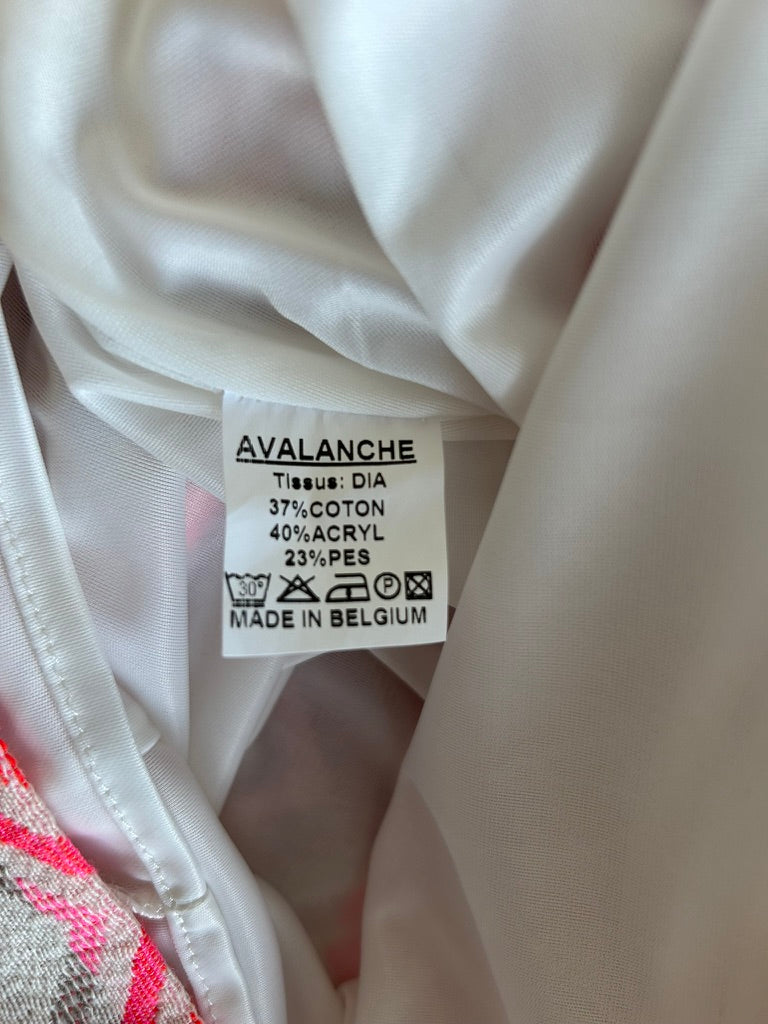 AVALANCHE
Tissus: DIA
37%COTON
40%ACRYL
23%PES
30° P
MADE IN BELGIUM